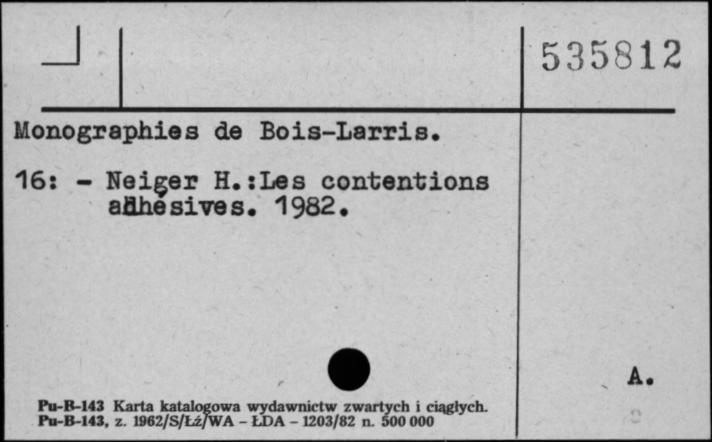 535812
Monographies de Bois-Larris.
16: - Neiger H.:Les contentions
adhésives. 1982.
A.
Pu-B-143 Karta katalogowa wydawnictw zwartych i ciągłych.
Pu-B-143, z. 1962/S/Łź/WA - ŁDA - 1203/82 n. 500 000